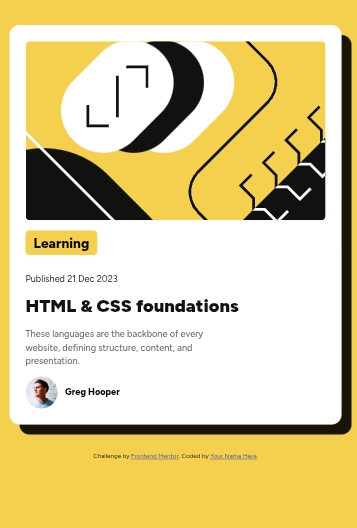 Learning
Published 21 Dec 2023
HTML & CSS foundations
These languages are the backbone of every
website, defining structure, content, and
presentation.
Greg Hooper
Challenge by Frontend Mentor. Coded by Your Name Here.